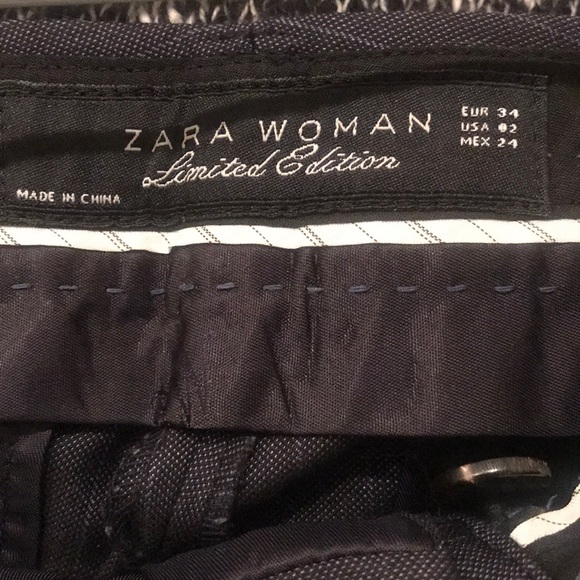 ZARA WOMAN
Limited Edition
MADE IN CHINA
EUR 34
USA 02
MEX 24